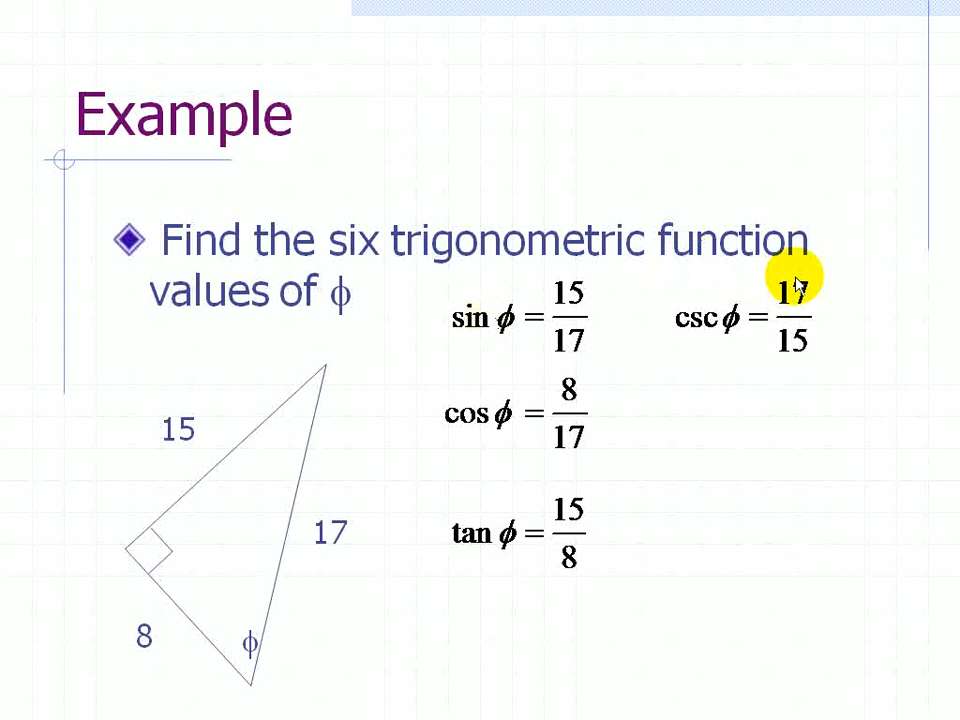 Example
Find the six trigonometric function
values of ϕ
sin ϕ = 15/17
csc ϕ = 17/15
cos ϕ = 8/17
tan ϕ = 15/8
15
17
8
ϕ